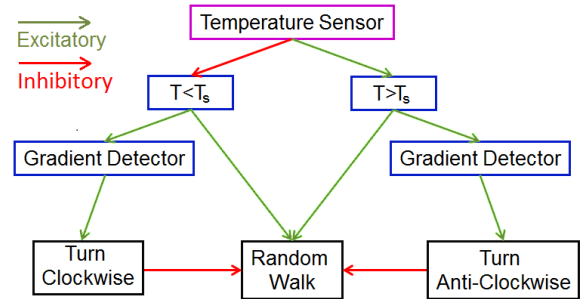 Excitatory
Inhibitory
Temperature Sensor
T<Tₛ
T>Tₛ
Gradient Detector
Gradient Detector
Turn
Clockwise
Random
Walk
Turn
Anti-Clockwise